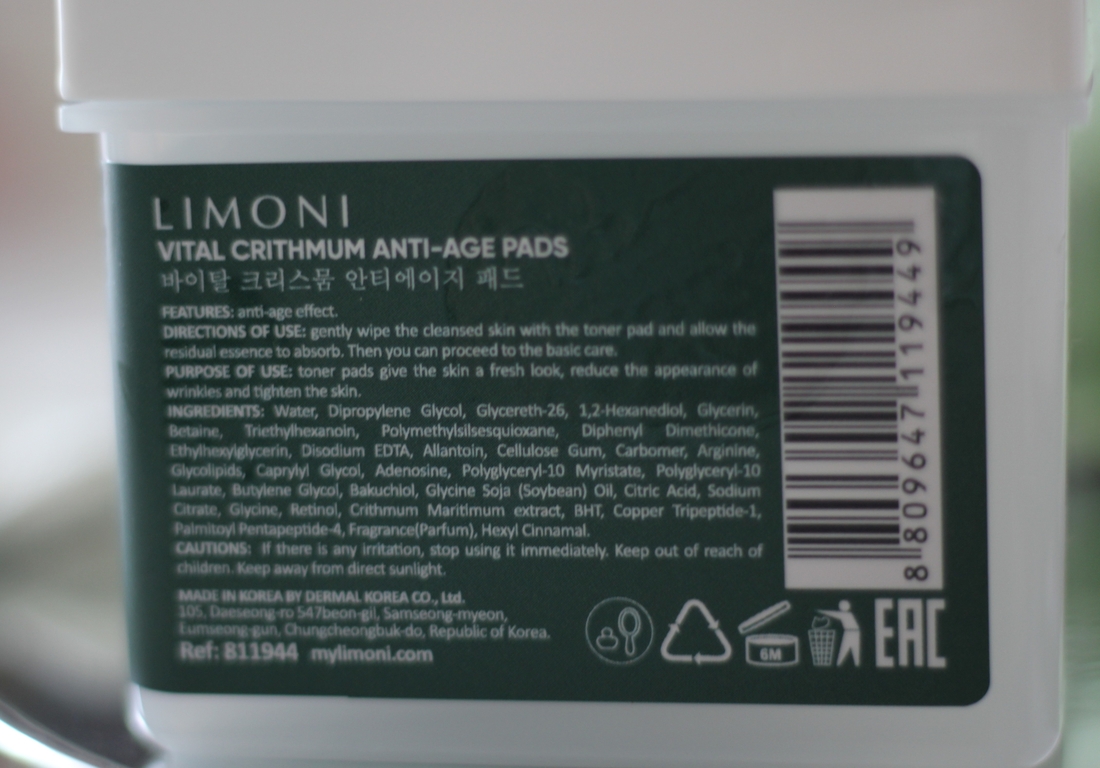 LIMONI
VITAL CRITHMUM ANTI-AGE PADS
바이탈 크리스뭄 안티에이지 패드
FEATURES: anti-age effect.
DIRECTIONS OF USE: gently wipe the cleansed skin with the toner pad and allow the
residual essence to absorb. Then you can proceed to the basic care.
PURPOSE OF USE: toner pads give the skin a fresh look, reduce the appearance of
wrinkles and tighten the skin.
INGREDIENTS: Water, Dipropylene Glycol, Glycereth-26, 1,2-Hexanediol, Glycerin,
Betaine, Triethylhexanoin, Polymethylsilsesquioxane, Diphenyl Dimethicone,
Ethylhexylglycerin, Disodium EDTA, Allantoin, Cellulose Gum, Carbomer, Arginine,
Glycolipids, Caprylyl Glycol, Adenosine, Polyglyceryl-10 Myristate, Polyglyceryl-10
Laurate, Butylene Glycol, Bakuchiol, Glycine Soja (Soybean) Oil, Citric Acid, Sodium
Citrate, Glycine, Retinol, Crithmum Maritimum extract, BHT, Copper Tripeptide-1,
Palmitoyl Pentapeptide-4, Fragrance(Parfum), Hexyl Cinnamal.
CAUTIONS: If there is any irritation, stop using it immediately. Keep out of reach of
children. Keep away from direct sunlight.
MADE IN KOREA BY DERMAL KOREA CO., Ltd.
105, Daeseong-ro 547beon-gil, Samseong-myeon,
Eumseong-gun, Chungcheongbuk-do, Republic of Korea.
Ref: 811944 mylimoni.com
6M
EAC
8 809647 119449